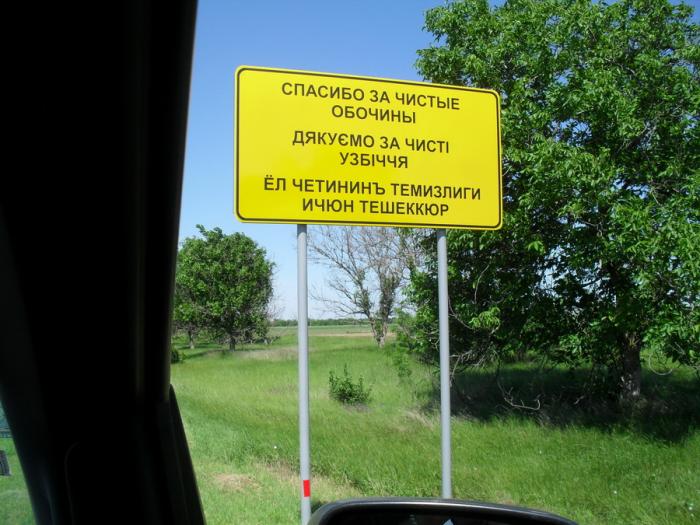 СПАСИБО ЗА ЧИСТЫЕ
ОБОЧИНЫ
ДЯКУЄМО ЗА ЧИСТІ
УЗБІЧЧЯ
ЁЛ ЧЕТИНИНЪ ТЕМИЗЛИГИ
ИЧЮН ТЕШЕККЮР